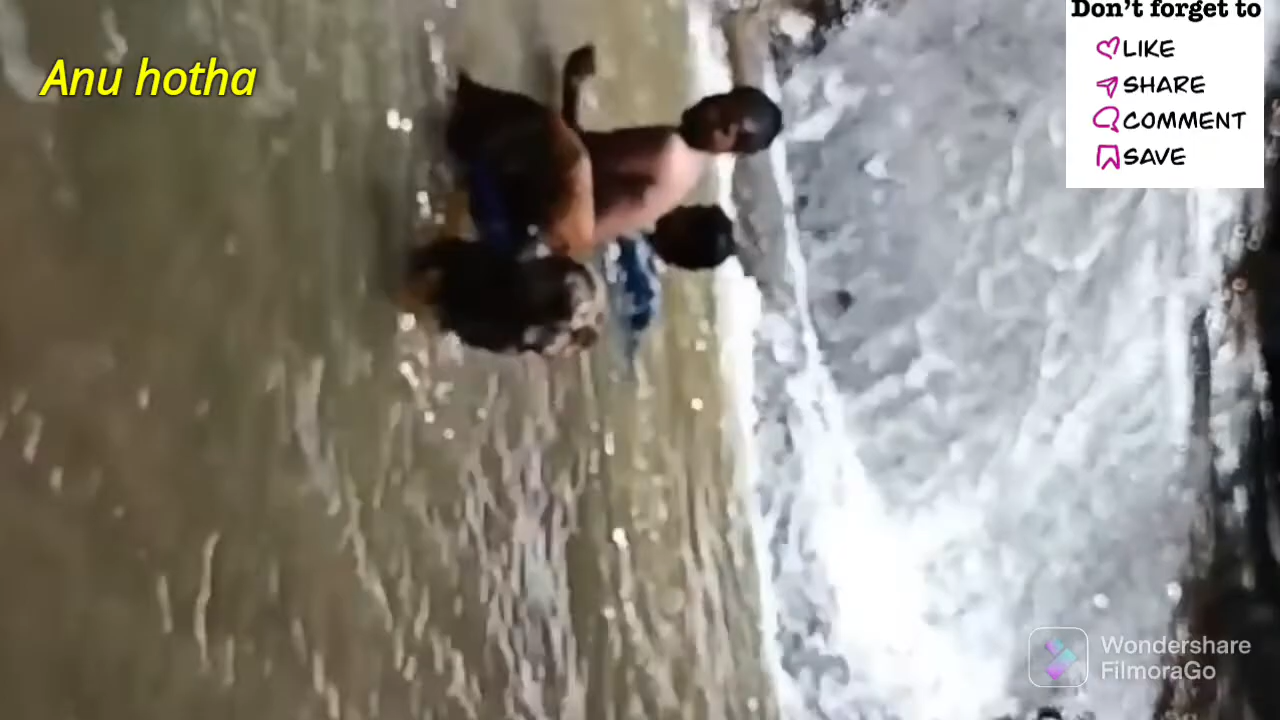 Anu hotha
Don't forget to
LIKE
SHARE
COMMENT
SAVE
Wondershare
FilmoraGo